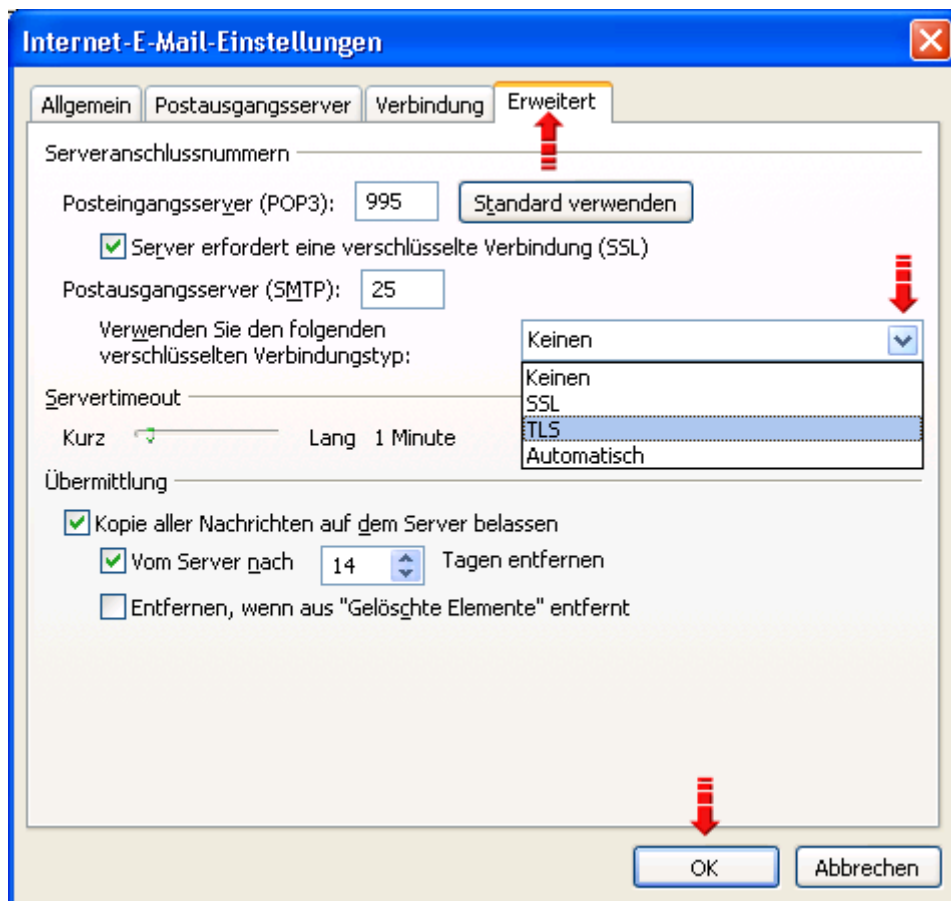 Internet-E-Mail-Einstellungen
Allgemein Postausgangsserver Verbindung Erweitert
Serveranschlussnummern
Posteingangsserver (POP3): 995 Standard verwenden
Server erfordert eine verschlüsselte Verbindung (SSL)
Postausgangsserver (SMTP): 25
Verwenden Sie den folgenden
verschlüsselten Verbindungstyp:
Keinen
Keinen
SSL
TLS
Automatisch
Servertimeout
Kurz Lang 1 Minute
Übermittlung
Kopie aller Nachrichten auf dem Server belassen
Vom Server nach 14 Tagen entfernen
Entfernen, wenn aus "Gelöschte Elemente" entfernt
OK Abbrechen